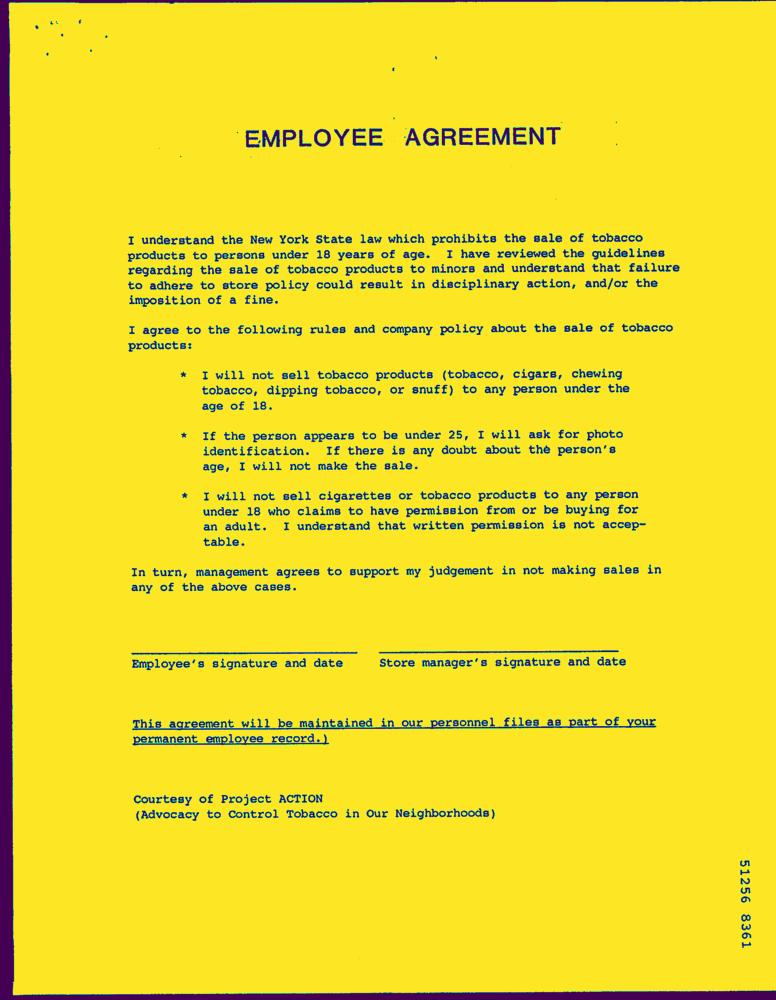 EMPLOYEE AGREEMENT
I understand the New York State law which prohibits the sale of tobacco
products to persons under 18 years of age. I have reviewed the guidelines
regarding the sale of tobacco products to minors and understand that failure
to adhere to store policy could result in disciplinary action, and/or the
imposition of a fine.
I agree to the following rules and company policy about the sale of tobacco
products:
* I will not sell tobacco products (tobacco, cigars, chewing
tobacco, dipping tobacco, or snuff) to any person under the
age of 18.
* If the person appears to be under 25, I will ask for photo
identification. If there is any doubt about the person's
age, I will not make the sale.
* I will not sell cigarettes or tobacco products to any person
under 18 who claims to have permission from or be buying for
an adult. I understand that written permission is not accep-
table.
In turn, management agrees to support my judgement in not making sales in
any of the above cases.
Employee's signature and date Store manager's signature and date
This agreement will be maintained in our personnel files as part of your
permanent employee record.)
Courtesy of Project ACTION
(Advocacy to Control Tobacco in Our Neighborhoods)
51256 8361